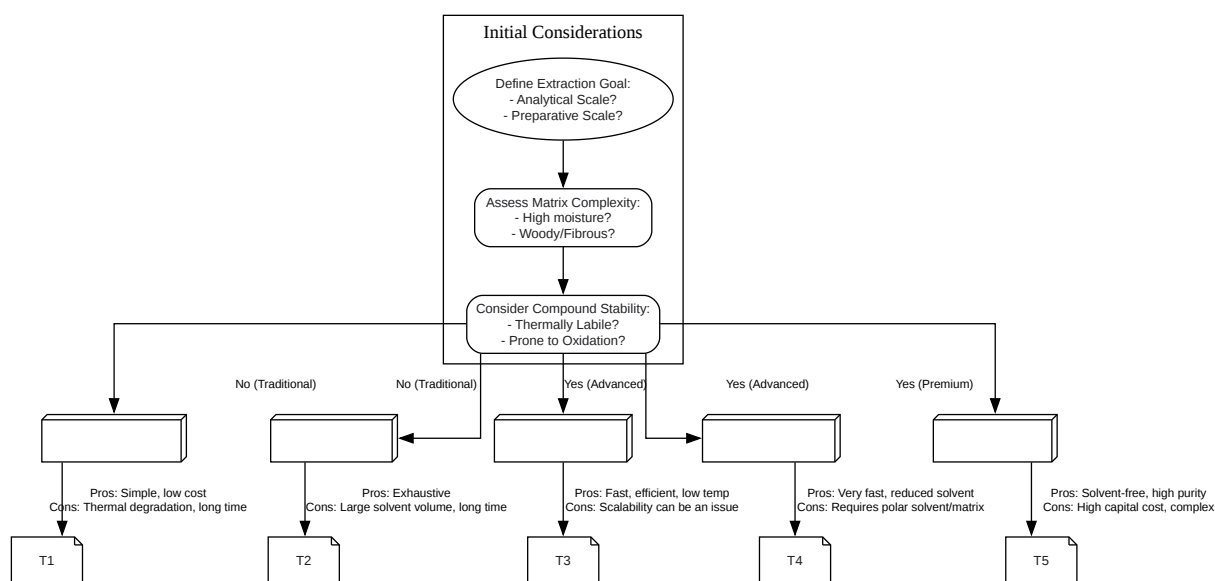 Initial Considerations
Define Extraction Goal:
- Analytical Scale?
- Preparative Scale?
Assess Matrix Complexity:
- High moisture?
- Woody/Fibrous?
Consider Compound Stability:
- Thermally Labile?
- Prone to Oxidation?
No (Traditional)
No (Traditional)
Yes (Advanced)
Yes (Advanced)
Yes (Premium)
Pros: Simple, low cost
Cons: Thermal degradation, long time
Pros: Exhaustive
Cons: Large solvent volume, long time
Pros: Fast, efficient, low temp
Cons: Scalability can be an issue
Pros: Very fast, reduced solvent
Cons: Requires polar solvent/matrix
Pros: Solvent-free, high purity
Cons: High capital cost, complex
T1
T2
T3
T4
T5